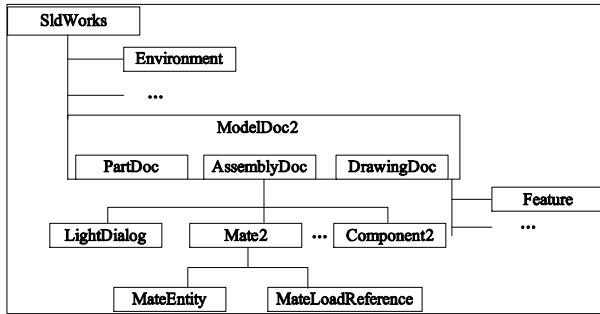 SldWorks
Environment
...
ModelDoc2
PartDoc AssemblyDoc DrawingDoc
Feature
LightDialog Mate2 ... Component2 ...
MateEntity MateLoadReference